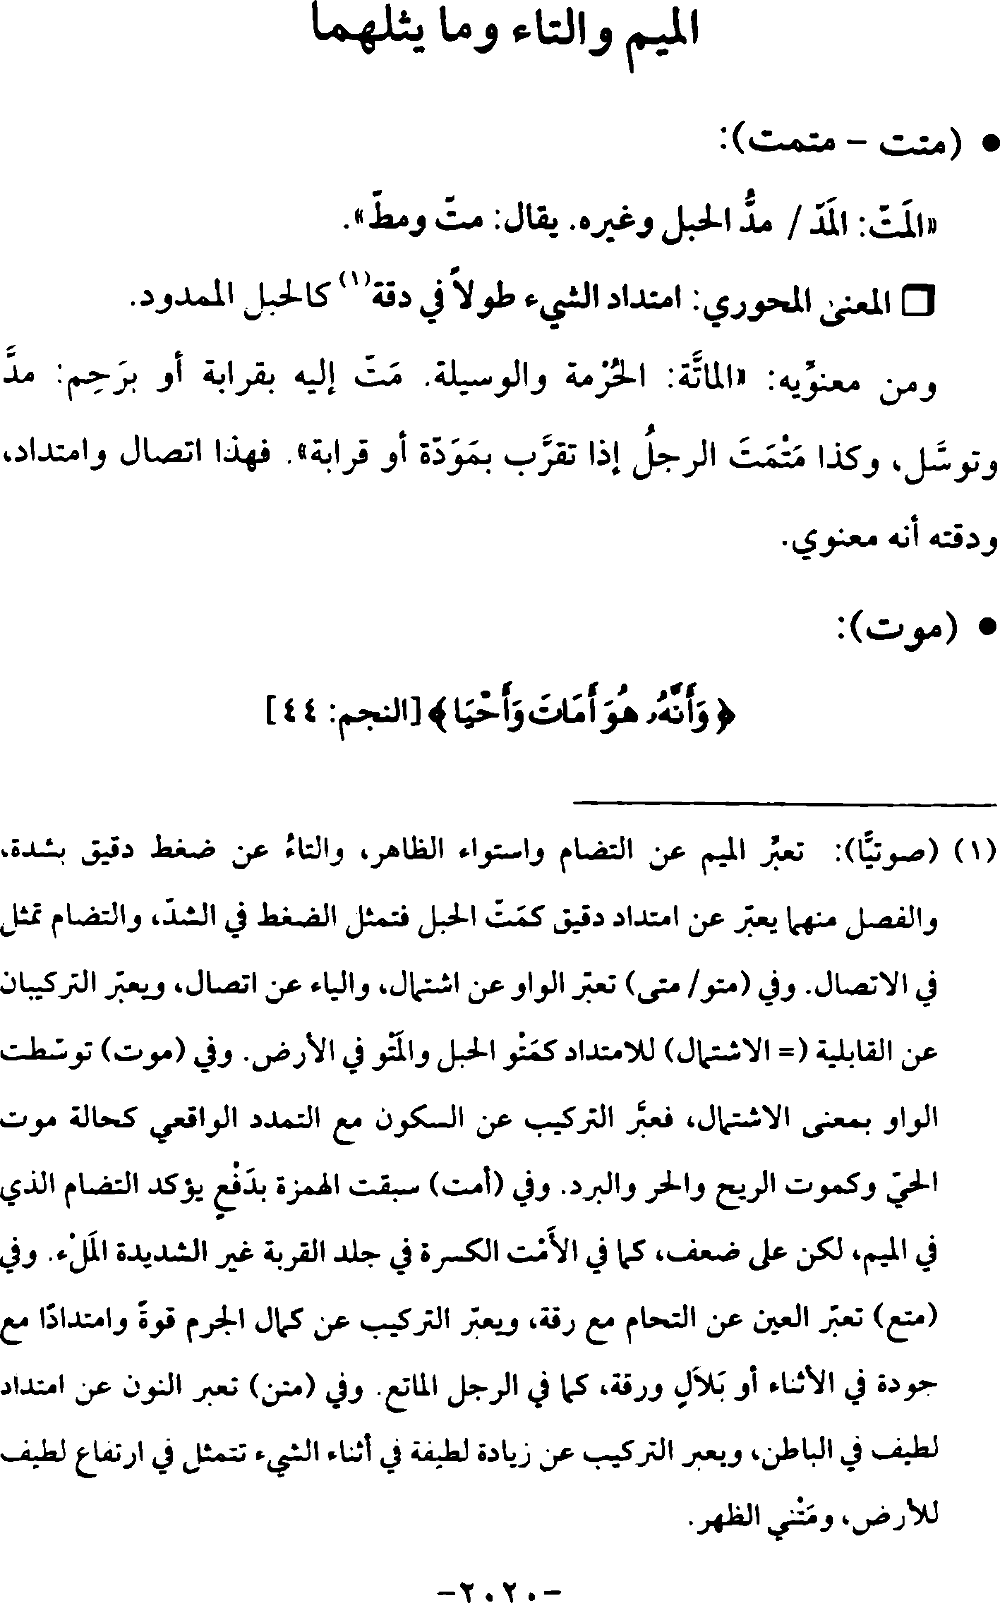 الميم والتاء وما يثلهما
• (متت – متمت):
«المَتّ: المَدّ / مدُّ الحبل وغيره. يقال: متّ ومطّ».
❏ المعنى المحوري: امتداد الشيء طولاً في دقة(١) كالحبل الممدود.
ومن معنوِّيه: «الماتَّة: الحُرْمة والوسيلة. مَتّ إليه بقرابة أو برَحِم: مدَّ
وتوسَّل، وكذا مَتْمَتَ الرجلُ إذا تقرَّب بمَوَدّة أو قرابة». فهذا اتصال وامتداد،
ودقته أنه معنوي.
• (موت):
﴿وَأَنَّهُۥ هُوَ أَمَاتَ وَأَحْيَا﴾ [النجم: ٤٤]
(١) (صوتيًّا): تعبِّر الميم عن التضام واستواء الظاهر، والتاءُ عن ضغط دقيق بشدة،
والفصل منهما يعبّر عن امتداد دقيق كمَتّ الحبل فتمثل الضغط في الشدّ، والتضام تمثل
في الاتصال. وفي (متو/ متى) تعبّر الواو عن اشتمال، والياء عن اتصال، ويعبّر التركيبان
عن القابلية (= الاشتمال) للامتداد كمَتْو الحبل والمَتْو في الأرض. وفي (موت) توسّطت
الواو بمعنى الاشتمال، فعبَّر التركيب عن السكون مع التمدد الواقعي كحالة موت
الحيّ وكموت الريح والحر والبرد. وفي (أمت) سبقت الهمزة بدَفْعٍ يؤكد التضام الذي
في الميم، لكن على ضعف، كما في الأَمْت الكسرة في جلد القربة غير الشديدة المَلْء. وفي
(متع) تعبّر العين عن التحام مع رقة، ويعبّر التركيب عن كمال الجرم قوةً وامتدادًا مع
جودة في الأثناء أو بَلاَلٍ ورقة، كما في الرجل الماتع. وفي (متن) تعبر النون عن امتداد
لطيف في الباطن، ويعبر التركيب عن زيادة لطيفة في أثناء الشيء تتمثل في ارتفاع لطيف
للأرض، ومَتْني الظهر.
-٢٠٢٠-